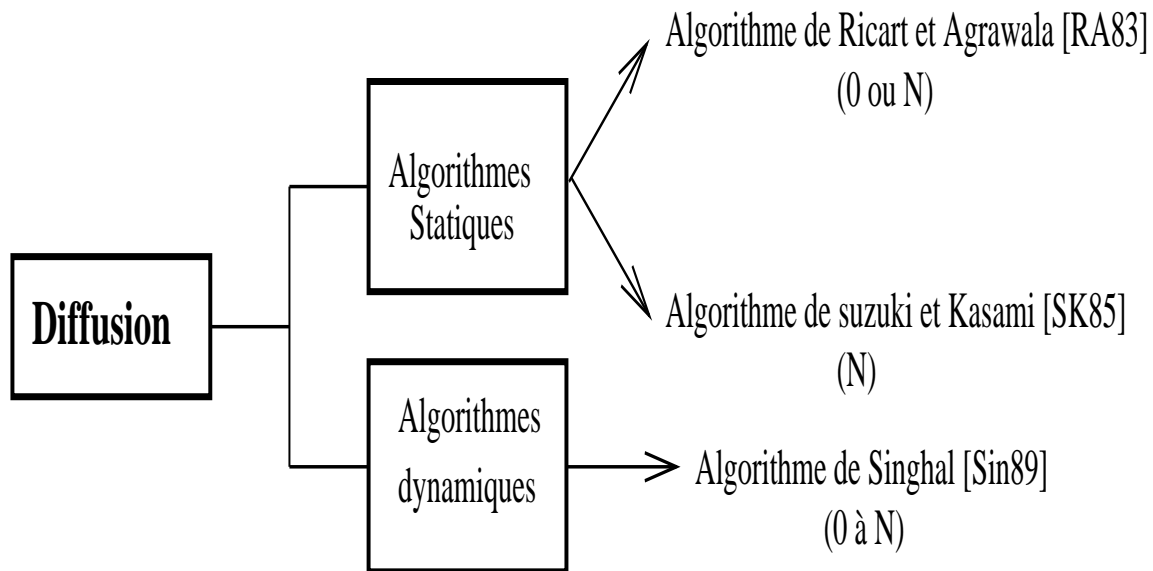 Diffusion
Algorithmes
Statiques
Algorithme de Ricart et Agrawala [RA83]
(0 ou N)
Algorithme de suzuki et Kasami [SK85]
(N)
Algorithmes
dynamiques
Algorithme de Singhal [Sin89]
(0 à N)